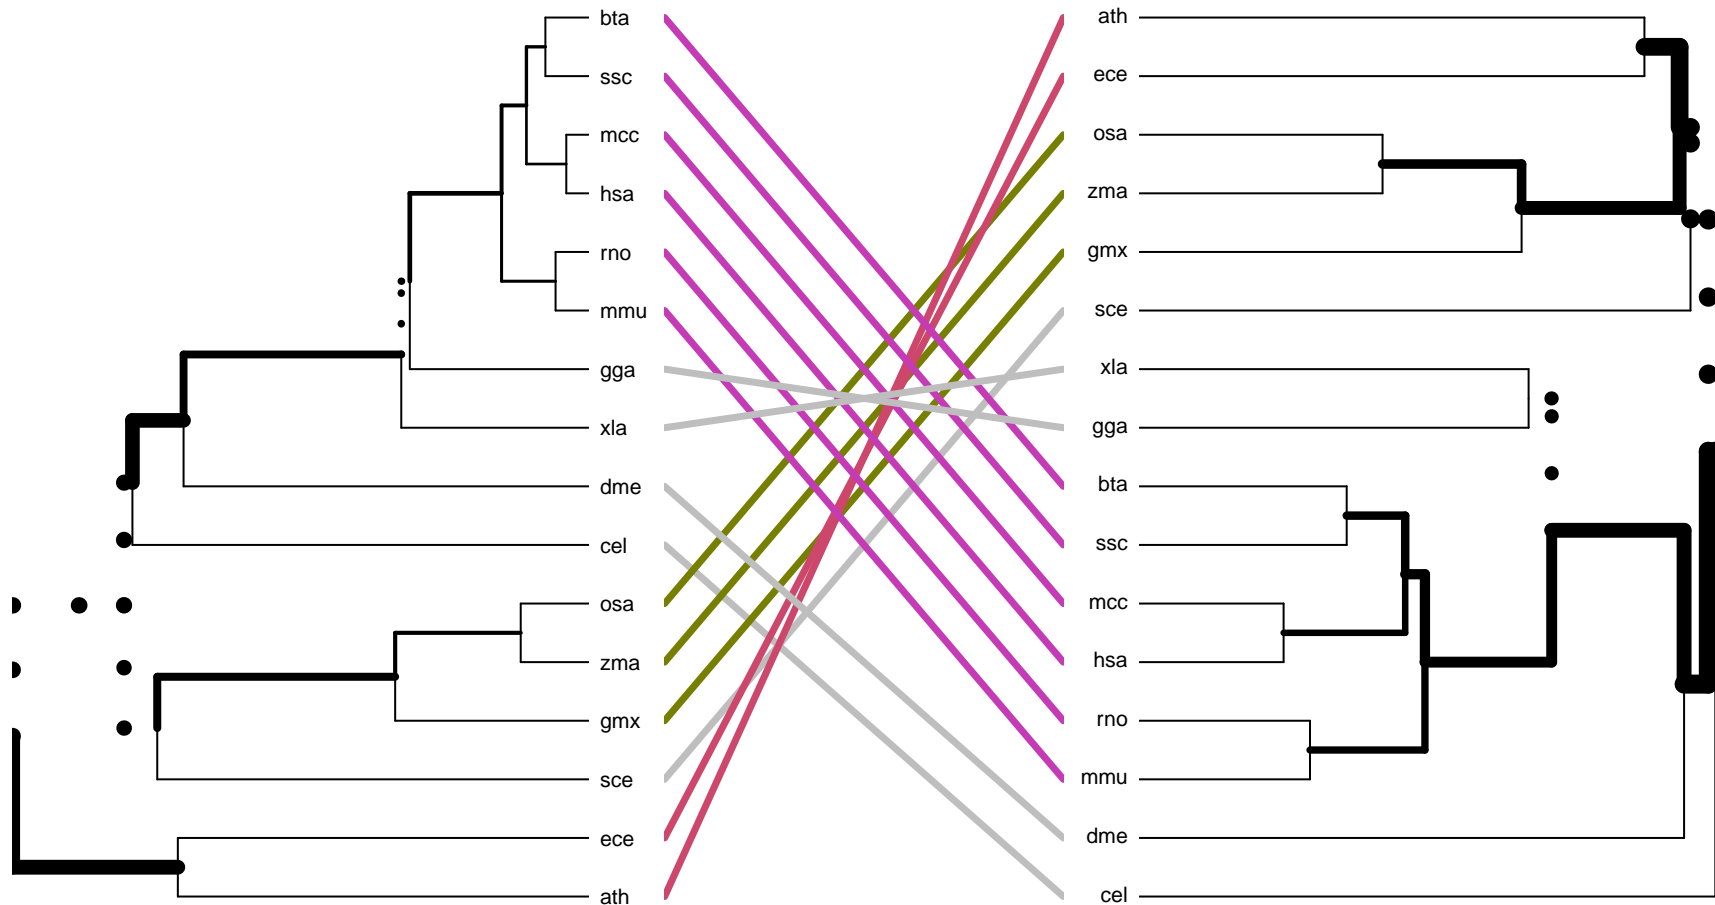 bta
ssc
mcc
hsa
rno
mmu
gga
xla
dme
cel
osa
zma
gmx
sce
ece
ath
ath
ece
osa
zma
gmx
sce
xla
gga
bta
ssc
mcc
hsa
rno
mmu
dme
cel